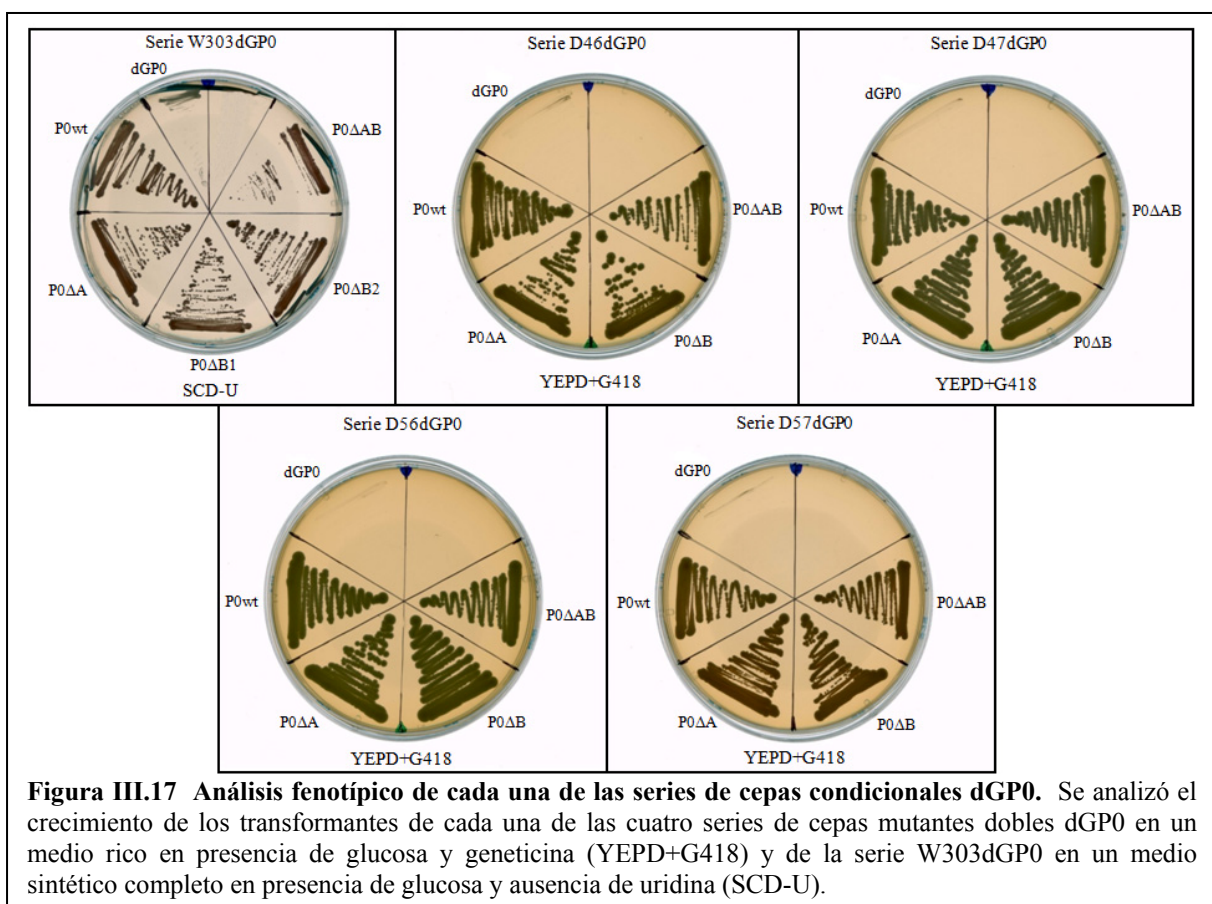 Serie W303dGP0
dGP0
P0wt
P0ΔAB
P0ΔA
P0ΔB2
P0ΔB1
SCD-U
Serie D46dGP0
dGP0
P0wt
P0ΔAB
P0ΔA
P0ΔB
YEPD+G418
Serie D47dGP0
dGP0
P0wt
P0ΔAB
P0ΔA
P0ΔB
YEPD+G418
Serie D56dGP0
dGP0
P0wt
P0ΔAB
P0ΔA
P0ΔB
YEPD+G418
Serie D57dGP0
dGP0
P0wt
P0ΔAB
P0ΔA
P0ΔB
YEPD+G418
Figura III.17 Análisis fenotípico de cada una de las series de cepas condicionales dGP0. Se analizó el
crecimiento de los transformantes de cada una de las cuatro series de cepas mutantes dobles dGP0 en un
medio rico en presencia de glucosa y geneticina (YEPD+G418) y de la serie W303dGP0 en un medio
sintético completo en presencia de glucosa y ausencia de uridina (SCD-U).